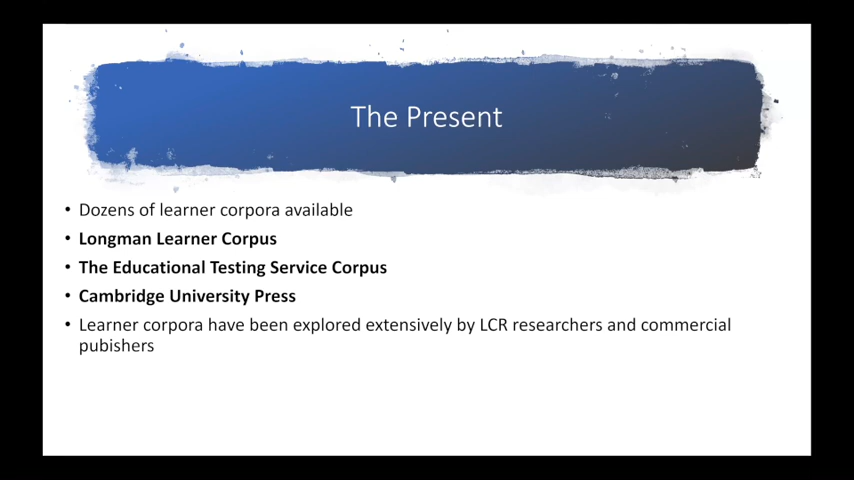 The Present
• Dozens of learner corpora available
• Longman Learner Corpus
• The Educational Testing Service Corpus
• Cambridge University Press
• Learner corpora have been explored extensively by LCR researchers and commercial
pubishers